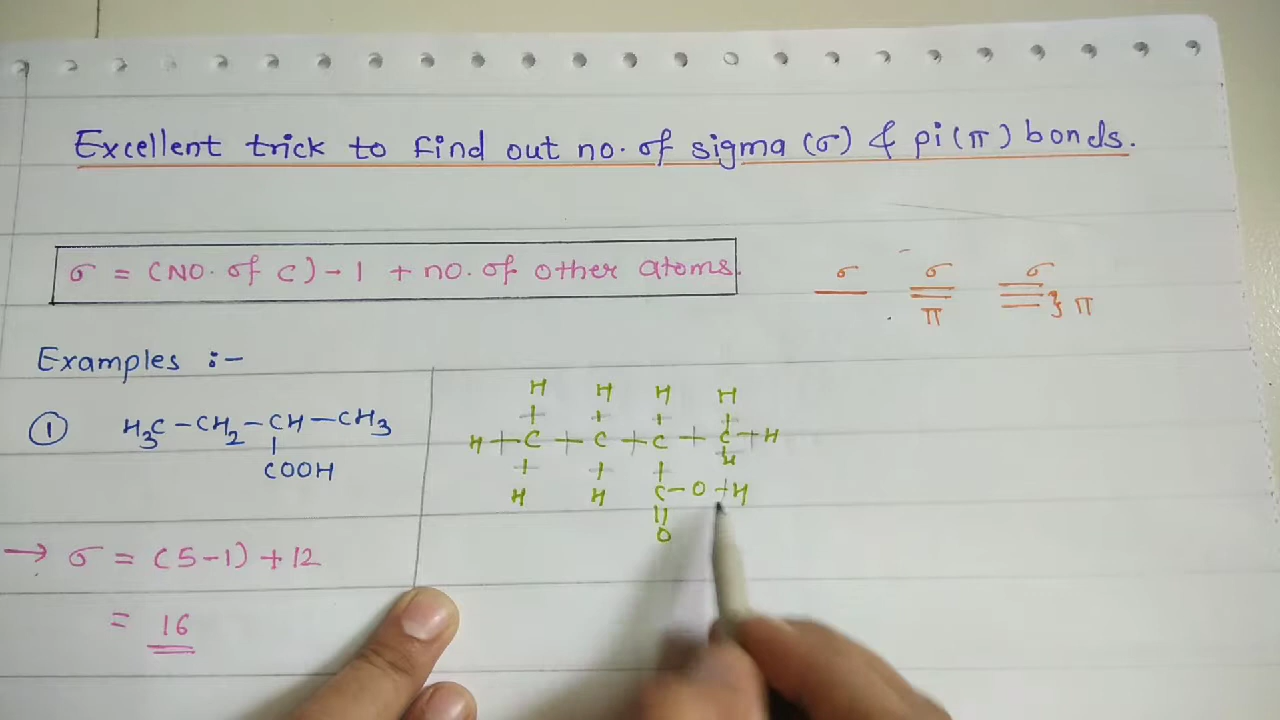 Excellent trick to find out no. of sigma (σ) & pi (π) bonds.
σ = (NO. of C) - 1 + no. of other atoms.
σ σ σ
π } π
Examples :-
① H3C - CH2 - CH - CH3
COOH
→ σ = (5-1) + 12
= 16
H H H H
H - C - C - C - C - H
H H C - O - H H
O